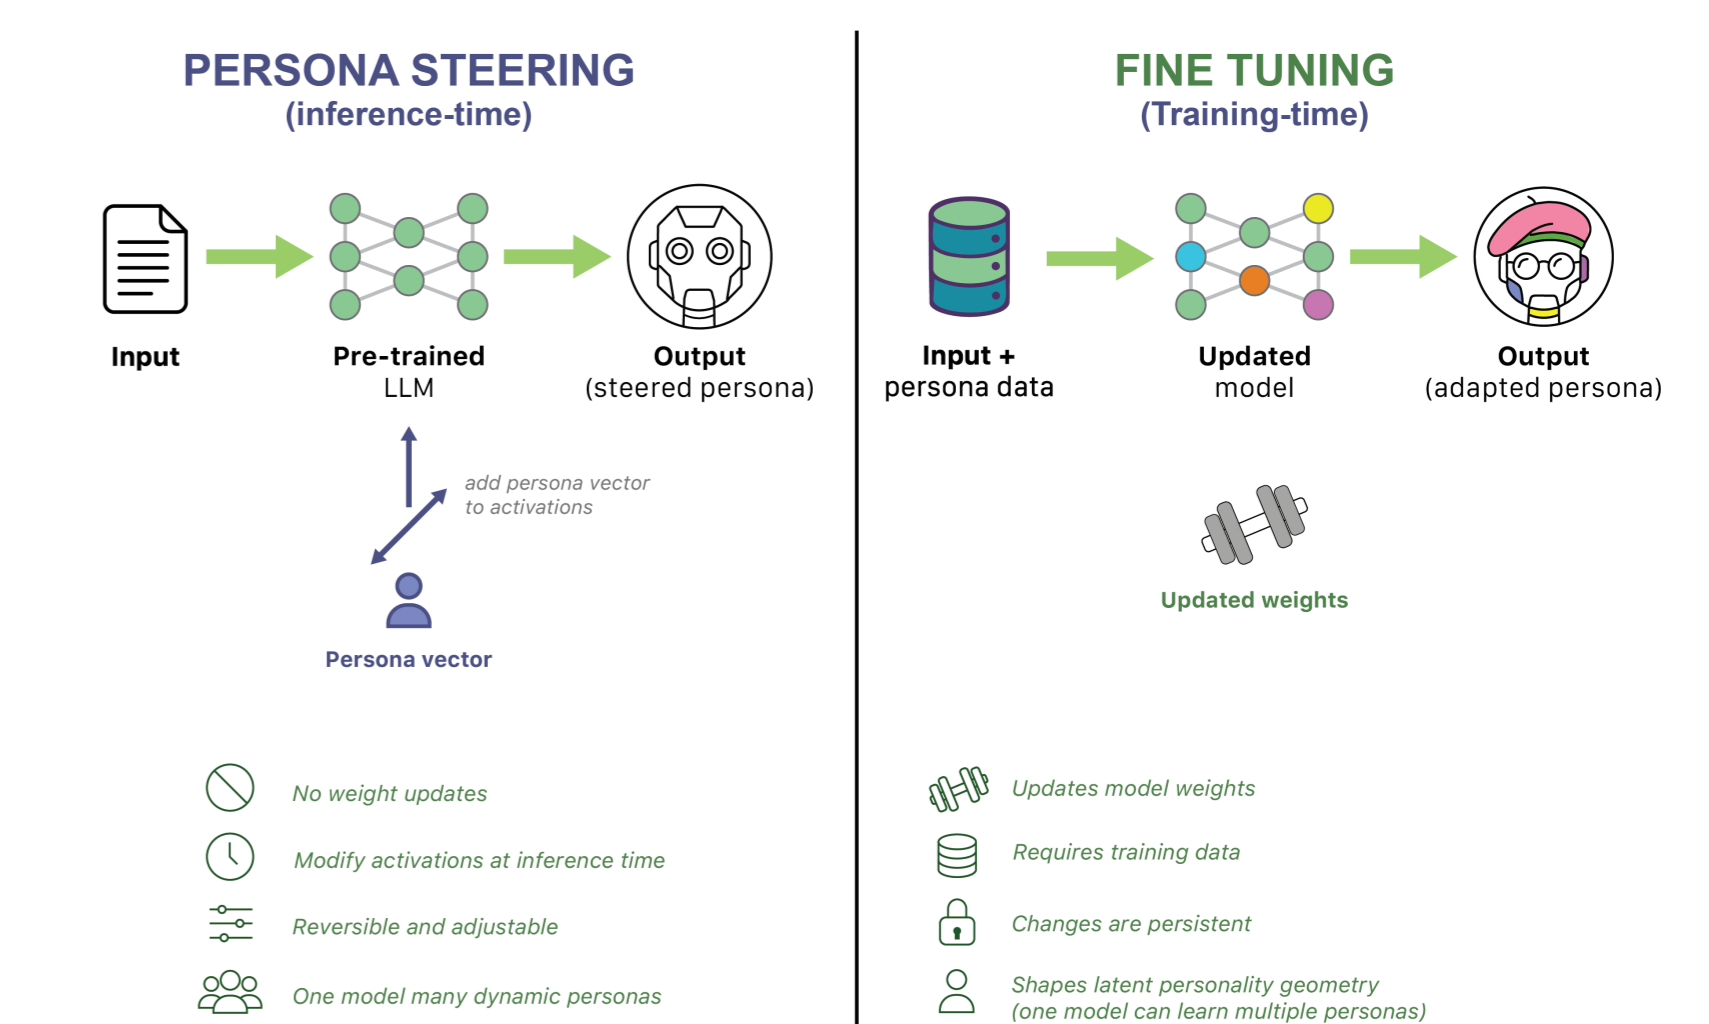 PERSONA STEERING
(inference-time)
Input
Pre-trained
LLM
Output
(steered persona)
add persona vector
to activations
Persona vector
No weight updates
Modify activations at inference time
Reversible and adjustable
One model many dynamic personas
FINE TUNING
(Training-time)
Input +
persona data
Updated
model
Output
(adapted persona)
Updated weights
Updates model weights
Requires training data
Changes are persistent
Shapes latent personality geometry
(one model can learn multiple personas)